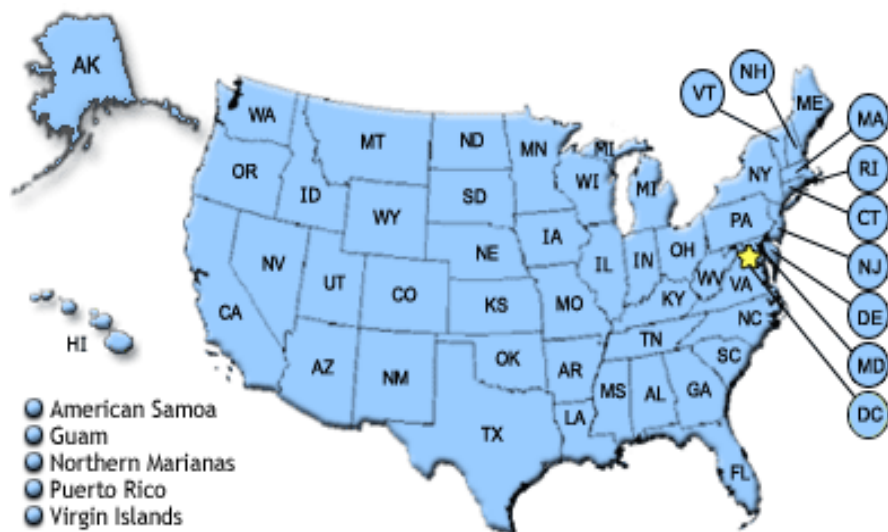 AK
WA
MT
ND
MN
MI
VT
NH
ME
MA
OR
ID
WY
SD
WI
MI
NY
RI
CT
NV
UT
CO
NE
IA
IL
IN
OH
PA
NJ
CA
KS
MO
KY
WV
VA
DE
AZ
NM
OK
AR
TN
NC
MD
TX
LA
MS
AL
GA
SC
DC
FL
HI
American Samoa
Guam
Northern Marianas
Puerto Rico
Virgin Islands